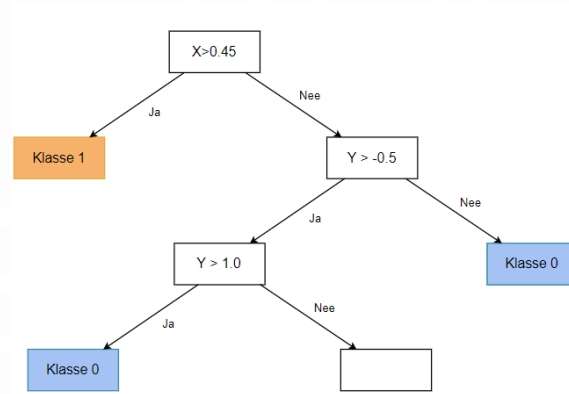 X>0.45
Ja
Nee
Klasse 1
Y > -0.5
Ja
Nee
Y > 1.0
Klasse 0
Ja
Nee
Klasse 0